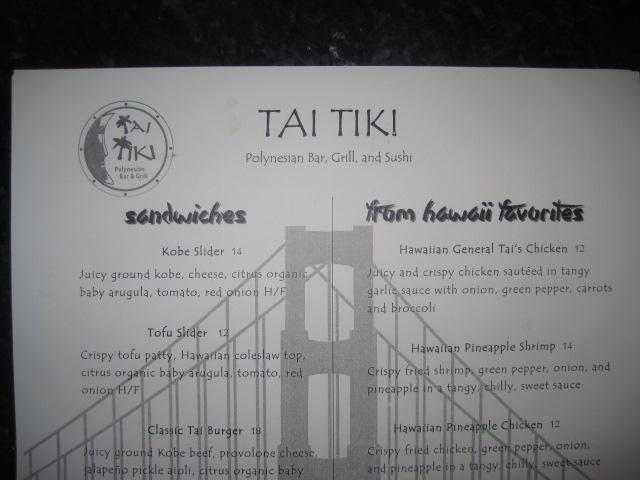 TAI TIKI
Polynesian Bar, Grill, and Sushi
TAI
TIKI
Polynesian
Bar & Grill
sandwiches
Kobe Slider 14
Juicy ground kobe, cheese, citrus organic
baby arugula, tomato, red onion H/F
Tofu Slider 12
Crispy tofu patty, Hawaiian coleslaw top,
citrus organic baby arugula, tomato, red
onion H/F
Classic Tai Burger 18
Juicy ground Kobe beef, provolone cheese,
jalapeño pickle aioli, citrus organic baby
from hawaii favorites
Hawaiian General Tai's Chicken 12
Juicy and crispy chicken sautéed in tangy
garlic sauce with onion, green pepper, carrots
and broccoli
Hawaiian Pineapple Shrimp 14
Crispy fried shrimp, green pepper, onion, and
pineapple in a tangy, chilly, sweet sauce
Hawaiian Pineapple Chicken 12
Crispy fried chicken, green pepper, onion,
and pineapple in a tangy, chilly, sweet sauce